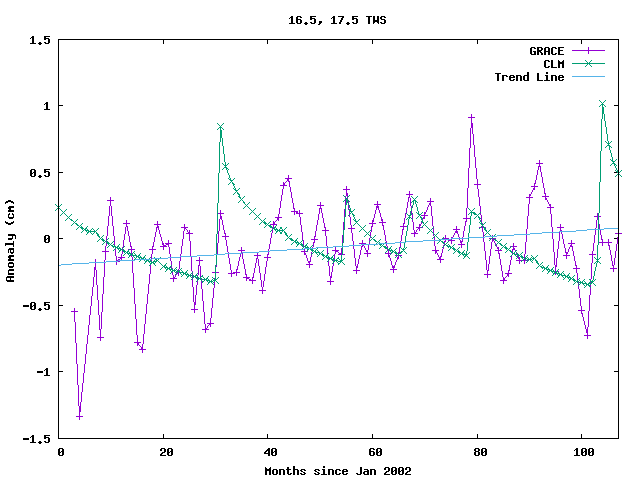 16.5, 17.5 TWS
GRACE
CLM
Trend Line
Anomaly (cm)
1.5
1
0.5
0
-0.5
-1
-1.5
0 20 40 60 80 100
Months since Jan 2002